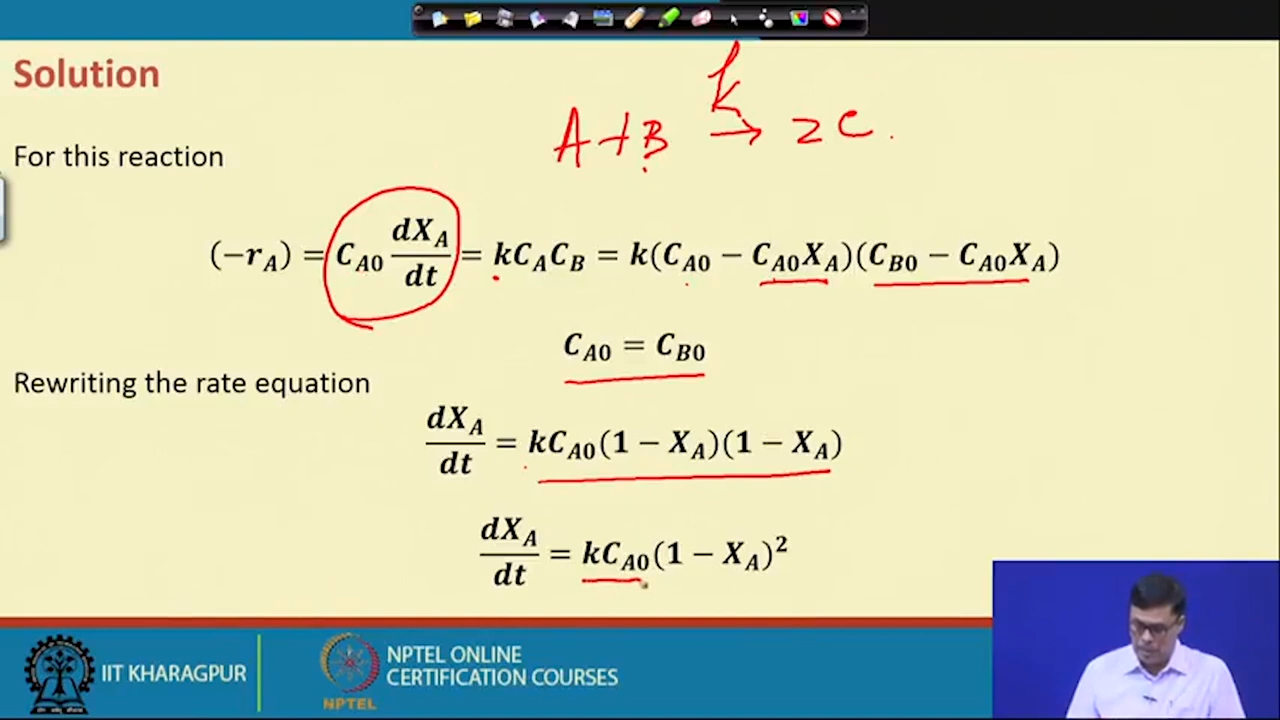 Solution
A + B →k 2C.
For this reaction
(−r_A) = C_A0 dX_A/dt = kC_AC_B = k(C_A0 − C_A0X_A)(C_B0 − C_A0X_A)
C_A0 = C_B0
Rewriting the rate equation
dX_A/dt = kC_A0(1 − X_A)(1 − X_A)
dX_A/dt = kC_A0(1 − X_A)²
IIT KHARAGPUR
NPTEL
NPTEL ONLINE
CERTIFICATION COURSES